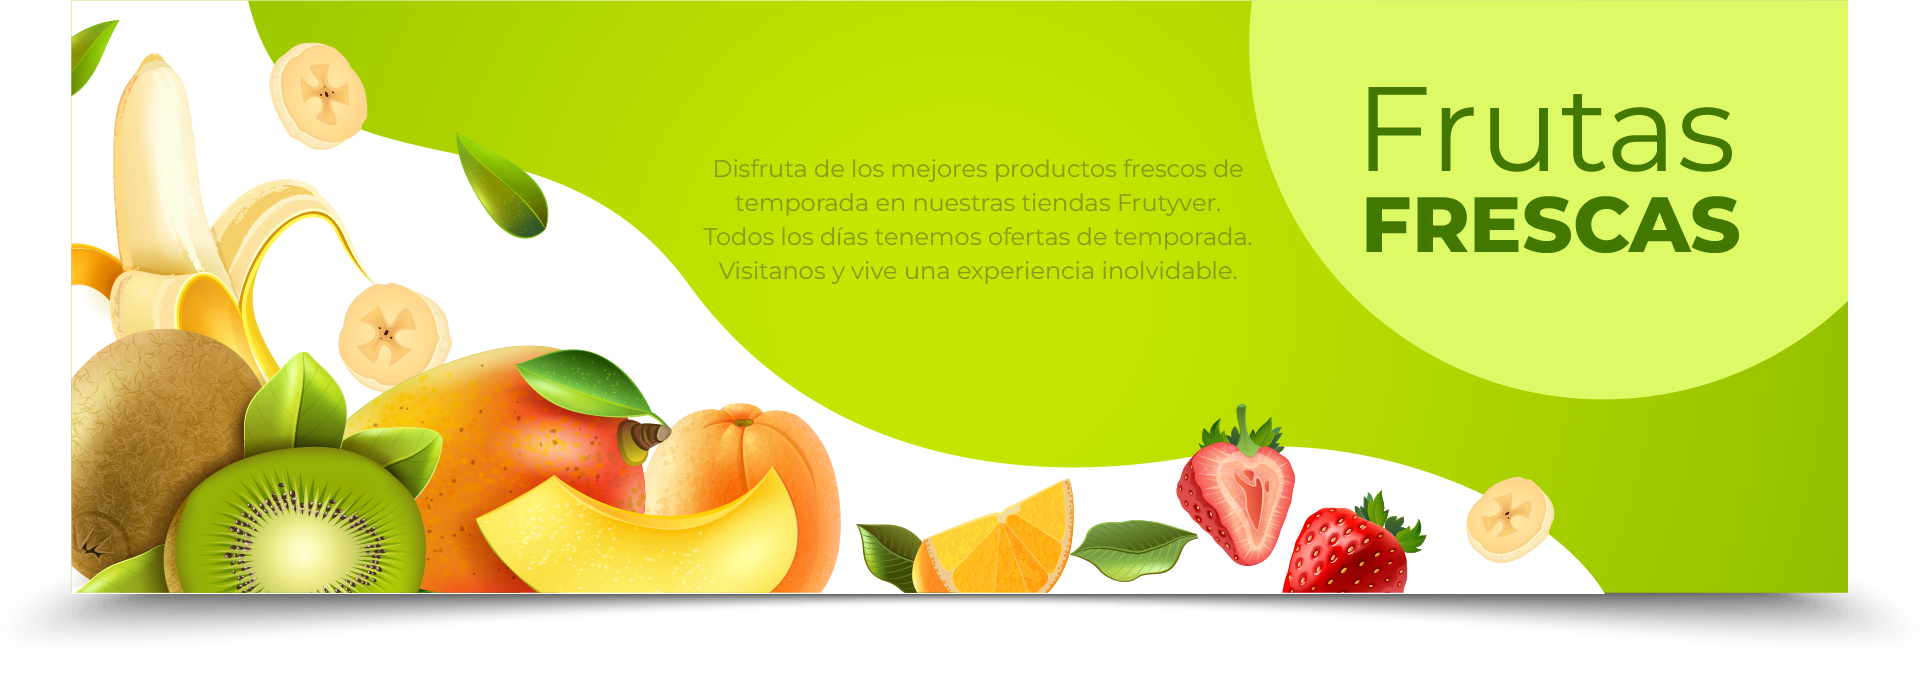 Disfruta de los mejores productos frescos de
temporada en nuestras tiendas Frutyver.
Todos los días tenemos ofertas de temporada.
Visitanos y vive una experiencia inolvidable.
Frutas
FRESCAS